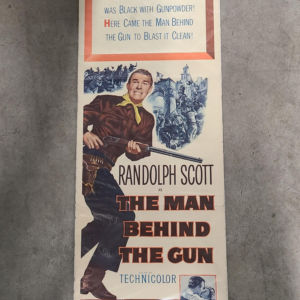 WAS BLACK WITH GUNPOWDER!
HERE CAME THE MAN BEHIND
THE GUN TO BLAST IT CLEAN!
RANDOLPH SCOTT
THE MAN
BEHIND
THE GUN
TECHNICOLOR